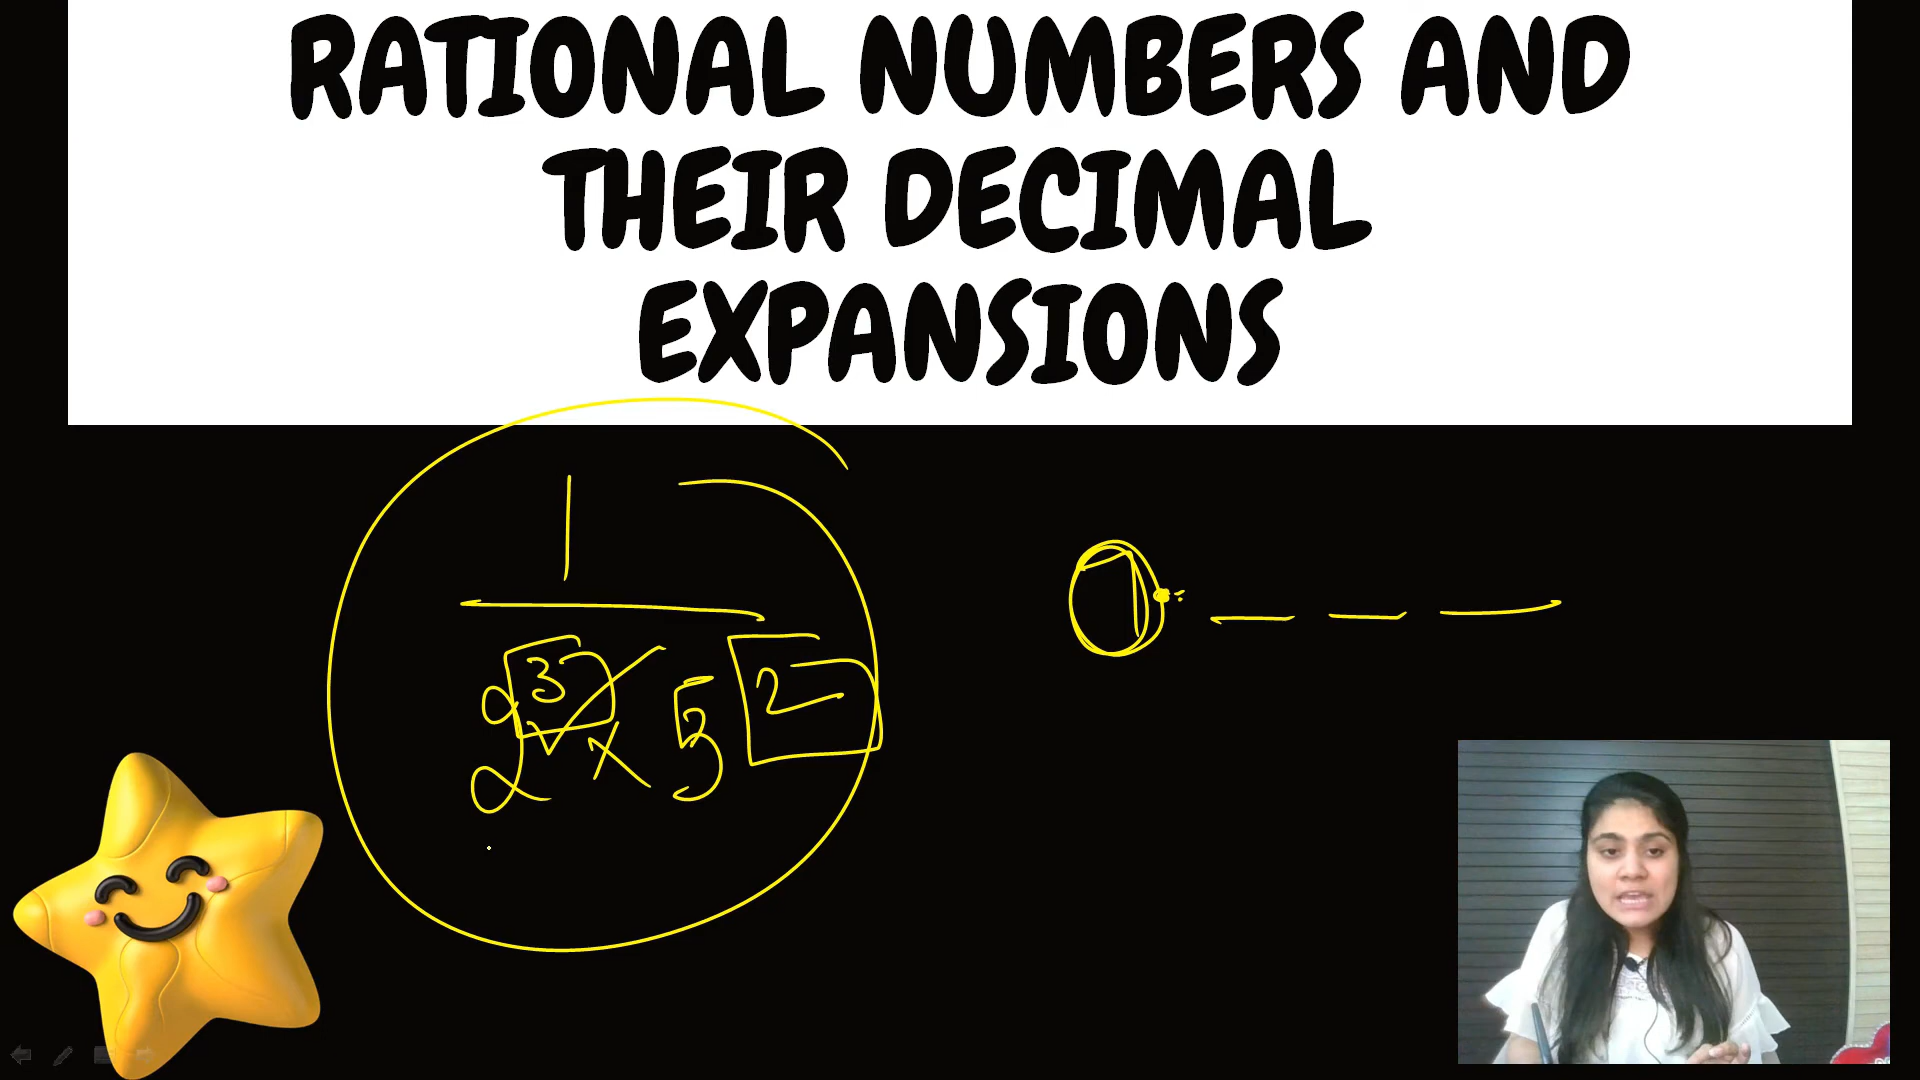 RATIONAL NUMBERS AND
THEIR DECIMAL
EXPANSIONS
1
2 3 × 5 2
0 .